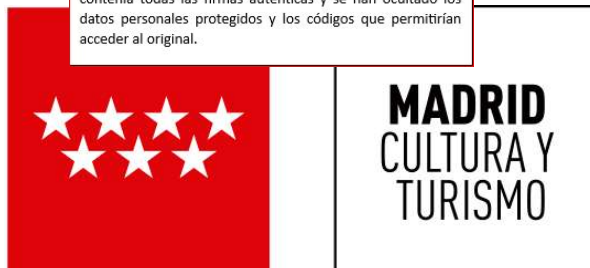 contenía todas las firmas auténticas y se han ocultado los
datos personales protegidos y los códigos que permitirían
acceder al original.
MADRID
CULTURA Y
TURISMO